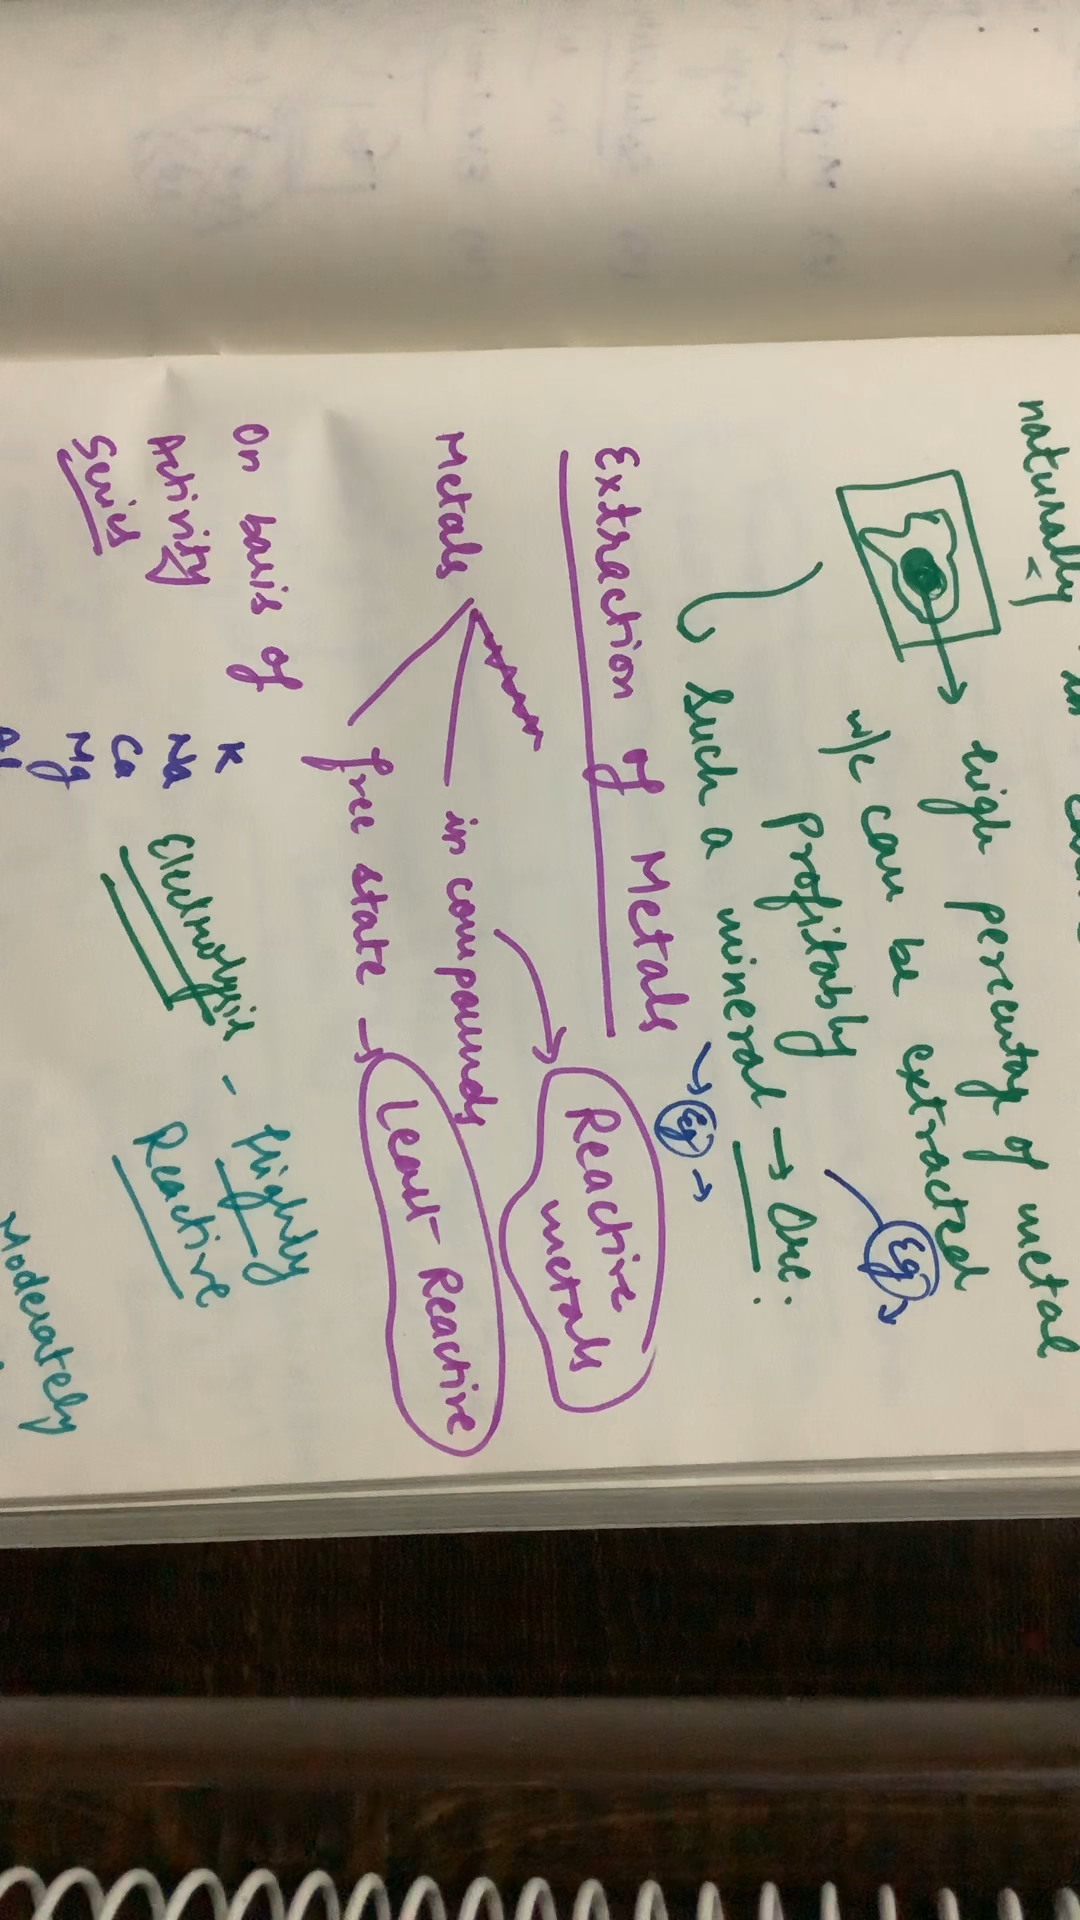 naturally
high percentage of metal
w/c can be extracted
profitably
Eg
such a mineral → Ore.
Eg →
Extraction of Metals
Reactive
metals
Metals
in compounds
free state → Least Reactive
On basis of
Activity
Series
K
Na
Ca
Mg
Al
Electrolysis - Highly
Reactive
Moderately